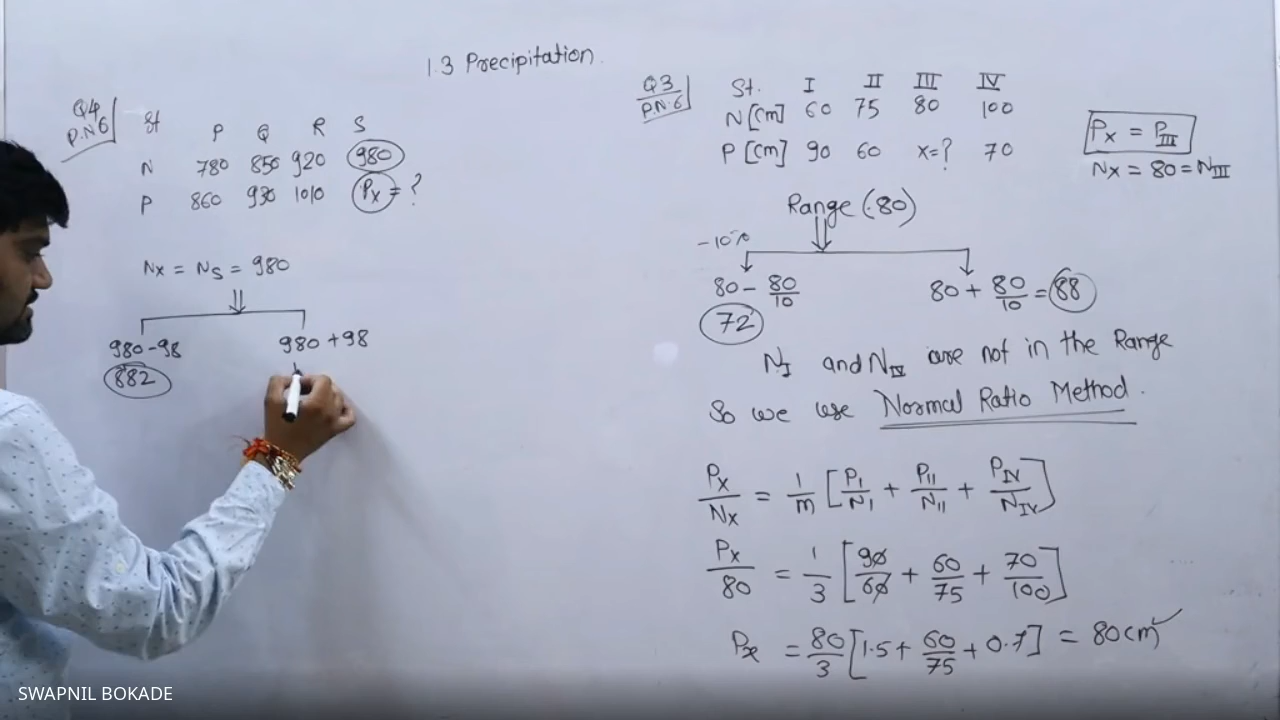 1.3 Precipitation.
Q4
P.N6
St P Q R S
N 780 850 920 980
P 860 930 1010 Px = ?
Nx = Ns = 980
980-98 980+98
882
Q3
P.N.6
St. I II III IV
N[cm] 60 75 80 100
P[cm] 90 60 x=? 70
Px = PIII
Nx = 80 = NIII
Range (80)
-10%
80 - 80/10 80 + 80/10 = 88
72
NI and NIV are not in the Range
So we use Normal Ratio Method.
Px/Nx = 1/m [PI/NI + PII/NII + PIV/NIV]
Px/80 = 1/3 [90/60 + 60/75 + 70/100]
Px = 80/3 [1.5 + 60/75 + 0.7] = 80cm
SWAPNIL BOKADE